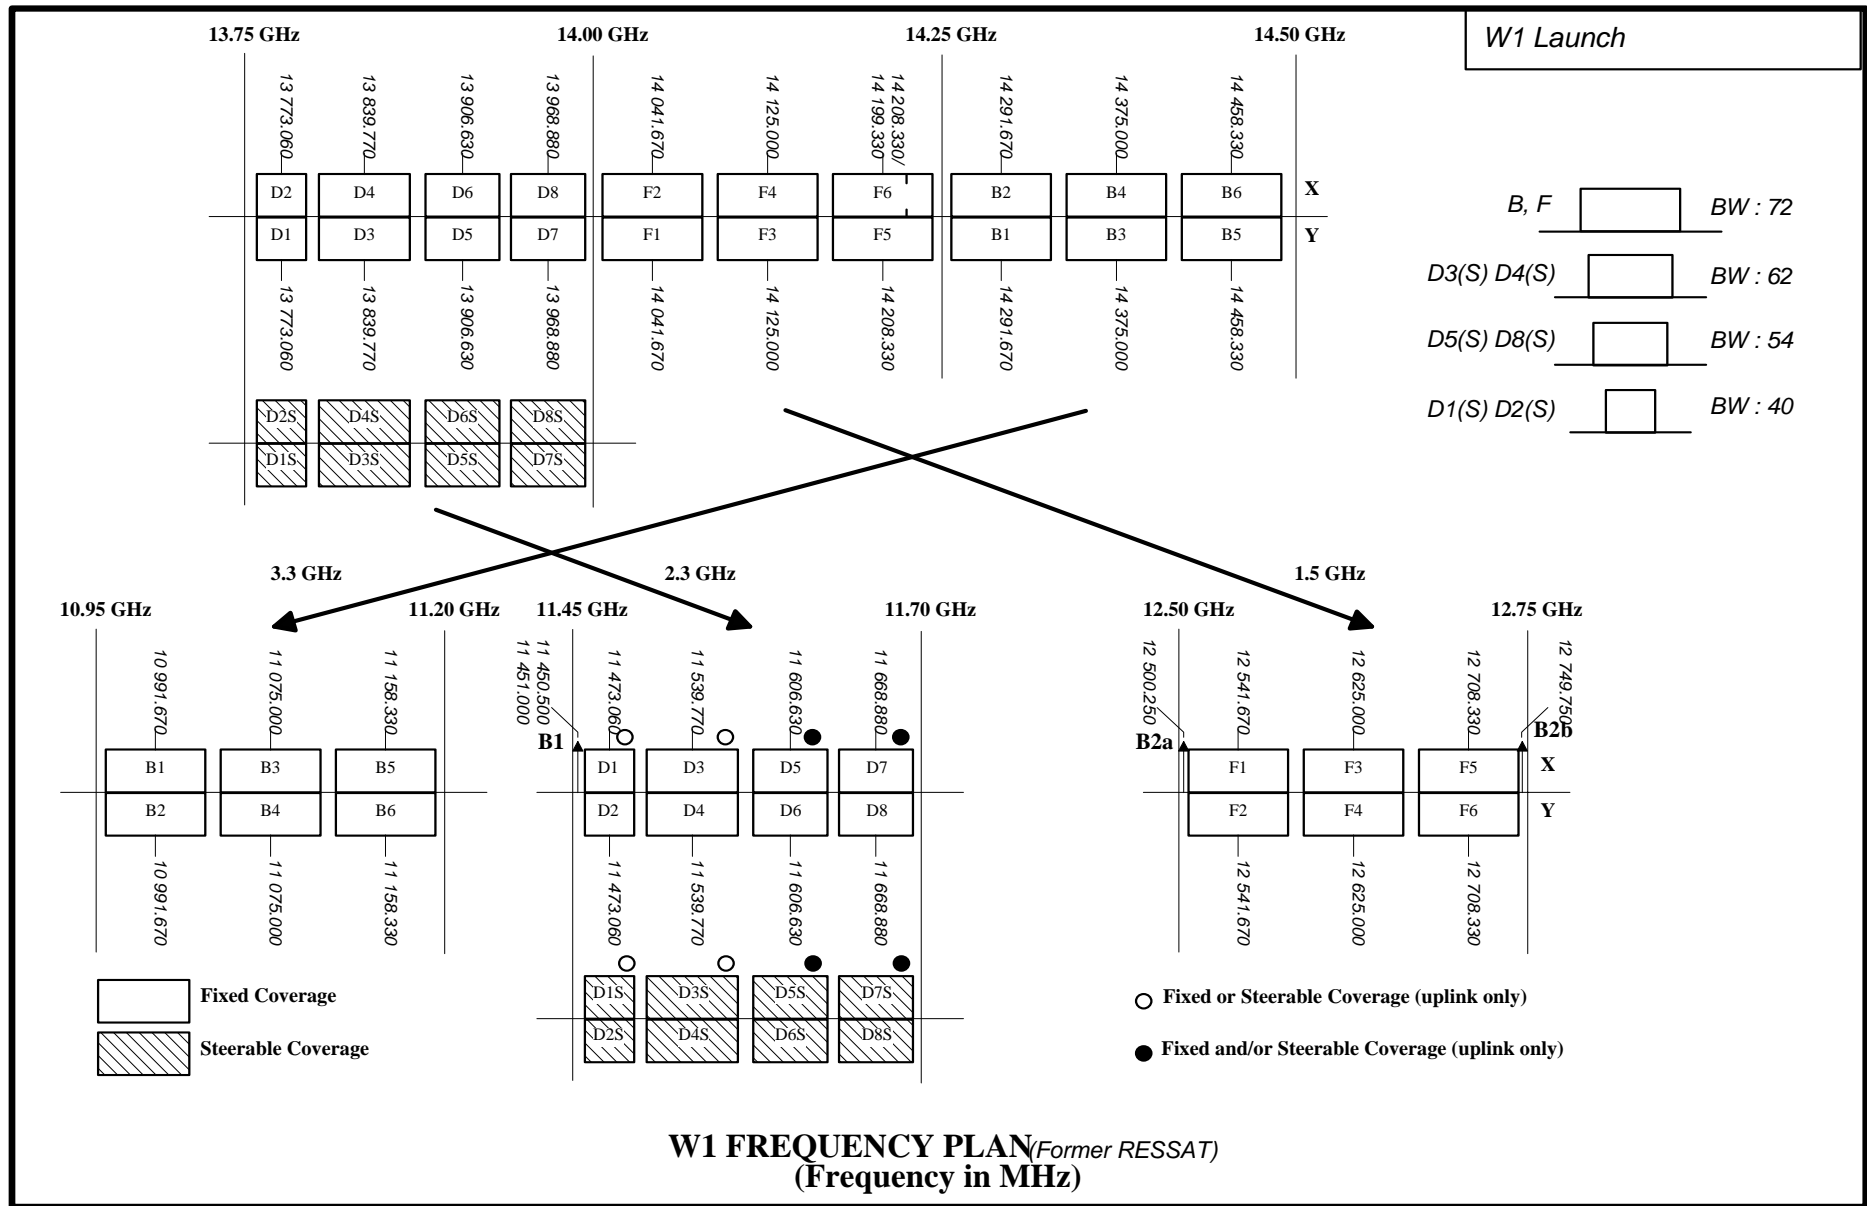 13.75 GHz
14.00 GHz
14.25 GHz
14.50 GHz
W1 Launch
13 773.060
13 839.770
13 906.630
13 968.880
14 041.670
14 125.000
14 208.330/
14 199.330
14 291.670
14 375.000
14 458.330
D2
D4
D6
D8
F2
F4
F6
B2
B4
B6
X
D1
D3
D5
D7
F1
F3
F5
B1
B3
B5
Y
13 773.060
13 839.770
13 906.630
13 968.880
14 041.670
14 125.000
14 208.330
14 291.670
14 375.000
14 458.330
B, F
BW : 72
D3(S) D4(S)
BW : 62
D5(S) D8(S)
BW : 54
D1(S) D2(S)
BW : 40
D2S
D4S
D6S
D8S
D1S
D3S
D5S
D7S
3.3 GHz
2.3 GHz
1.5 GHz
10.95 GHz
11.20 GHz
11.45 GHz
11.70 GHz
12.50 GHz
12.75 GHz
10 991.670
11 075.000
11 158.330
11 450.500
11 451.000
11 473.060
11 539.770
11 606.630
11 668.880
12 500.250
12 541.670
12 625.000
12 708.330
12 749.750
B1
B2a
B2b
B1
B3
B5
D1
D3
D5
D7
F1
F3
F5
X
B2
B4
B6
D2
D4
D6
D8
F2
F4
F6
Y
10 991.670
11 075.000
11 158.330
11 473.060
11 539.770
11 606.630
11 668.880
12 541.670
12 625.000
12 708.330
D1S
D3S
D5S
D7S
D2S
D4S
D6S
D8S
Fixed Coverage
Steerable Coverage
Fixed or Steerable Coverage (uplink only)
Fixed and/or Steerable Coverage (uplink only)
W1 FREQUENCY PLAN (Former RESSAT)
(Frequency in MHz)